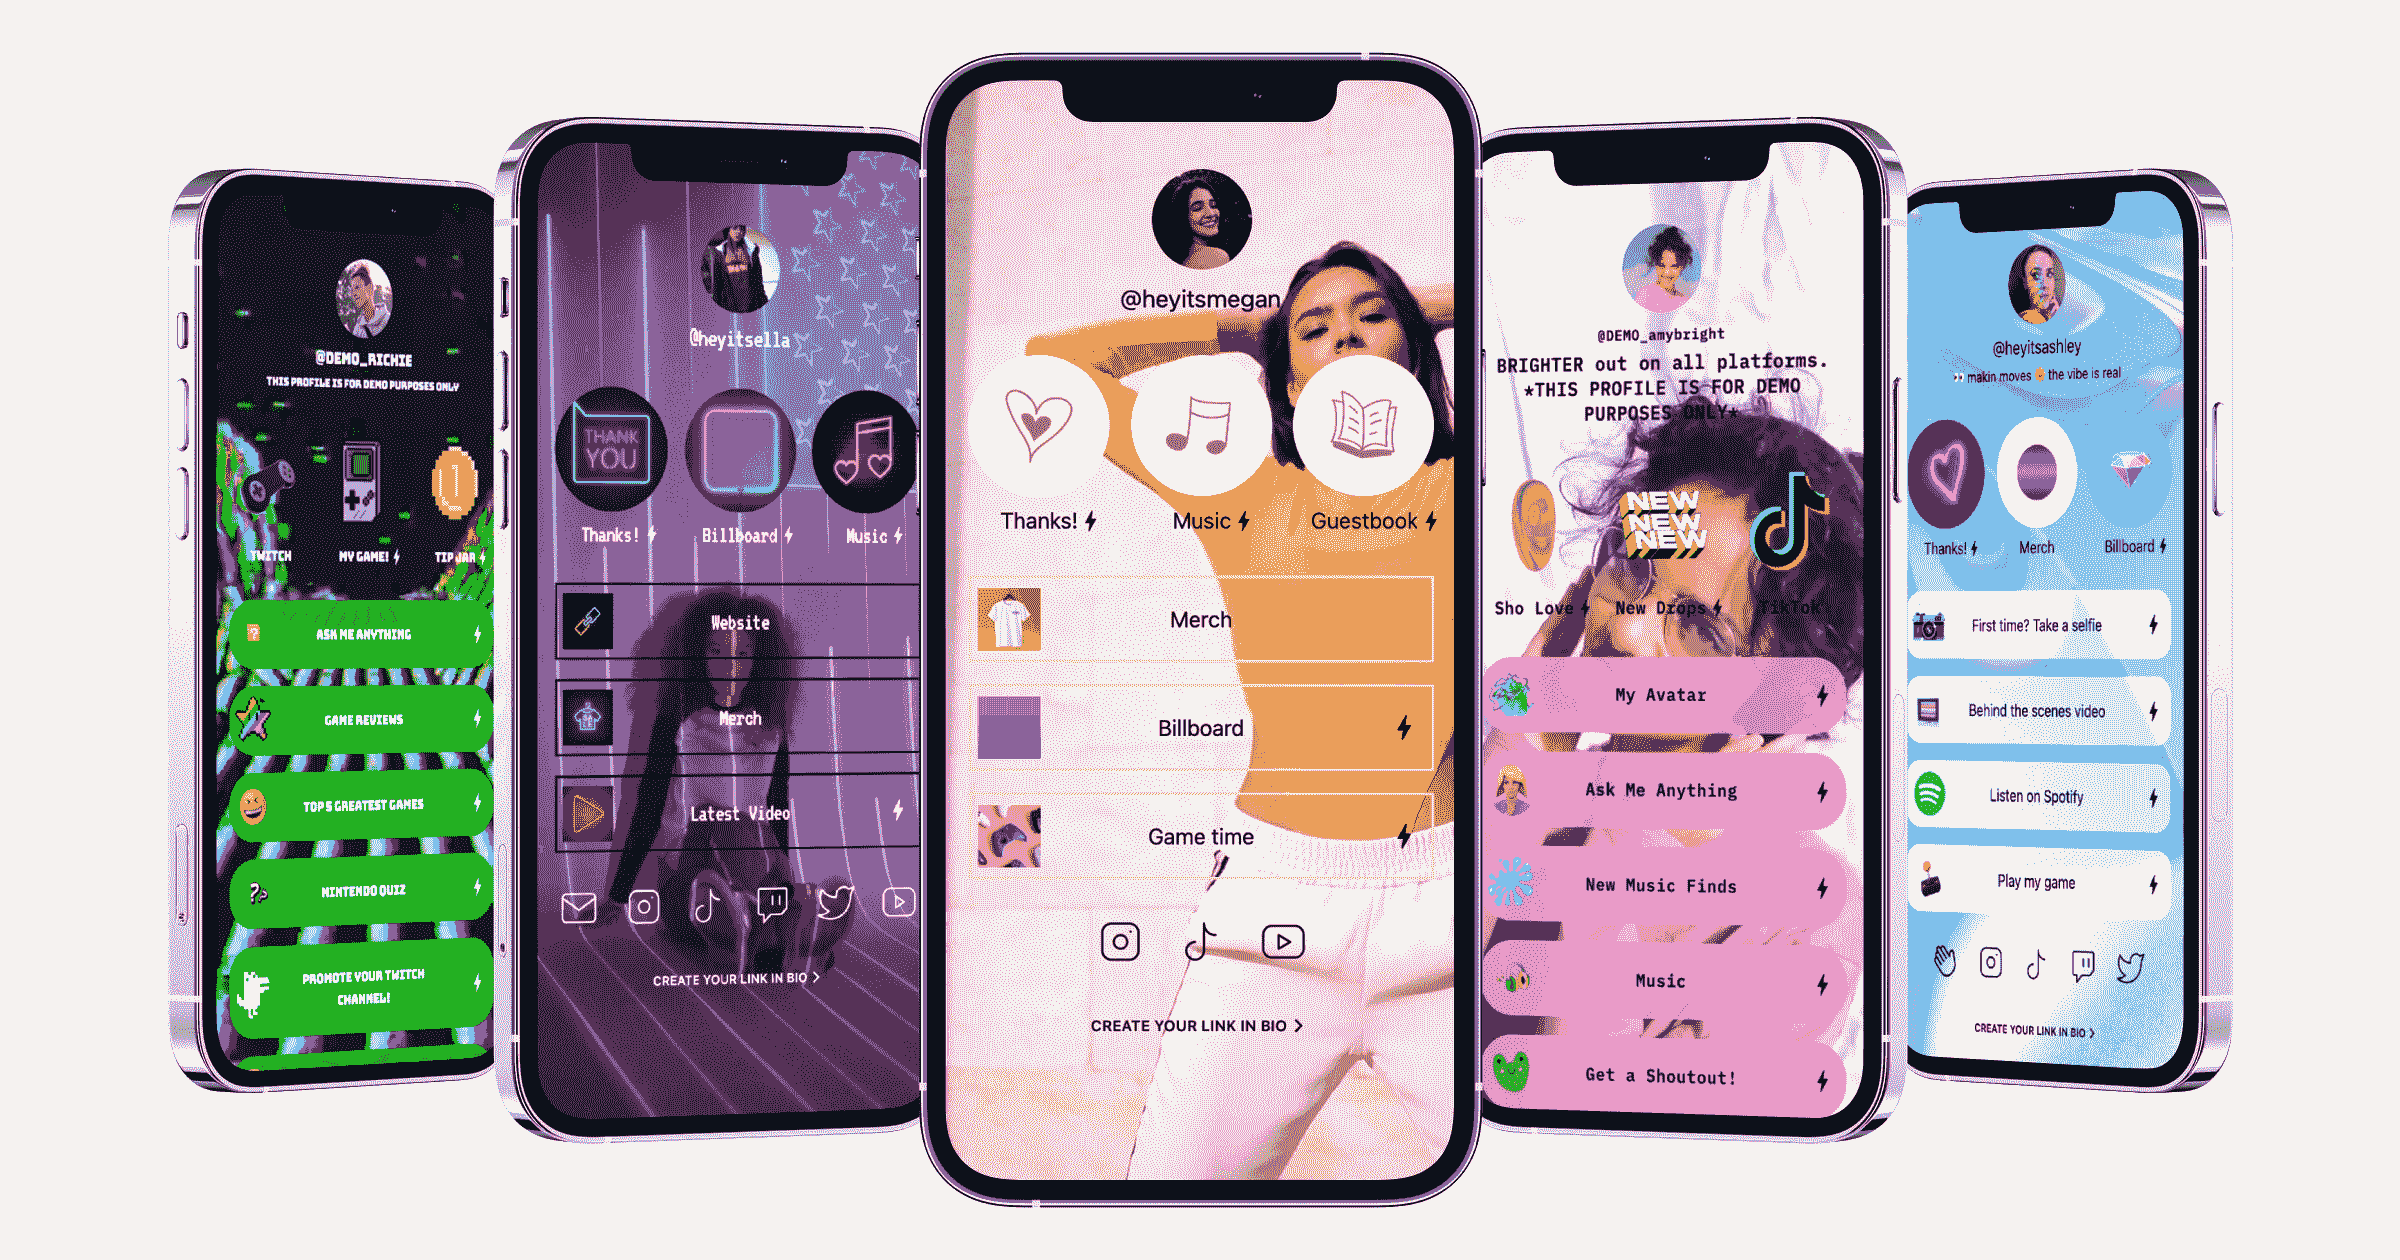 @DEMO_RICHIE
THIS PROFILE IS FOR DEMO PURPOSES ONLY
TWITCH
MY GAME!
TIP JAR
ASK ME ANYTHING
GAME REVIEWS
TOP 5 GREATEST GAMES
NINTENDO QUIZ
PROMOTE YOUR TWITCH
CHANNEL!
@heyitsella
THANK
YOU
Thanks!
Billboard
Music
Website
Merch
Latest Video
CREATE YOUR LINK IN BIO >
@heyitsmegan
Thanks!
Music
Guestbook
Merch
Billboard
Game time
CREATE YOUR LINK IN BIO >
@DEMO_amybright
BRIGHTER out on all platforms.
*THIS PROFILE IS FOR DEMO
PURPOSES ONLY*
NEW
NEW
NEW
Sho Love
New Drops
TikTok
My Avatar
Ask Me Anything
New Music Finds
Music
Get a Shoutout!
@heyitsashley
makin moves the vibe is real
Thanks!
Merch
Billboard
First time? Take a selfie
Behind the scenes video
Listen on Spotify
Play my game
CREATE YOUR LINK IN BIO >